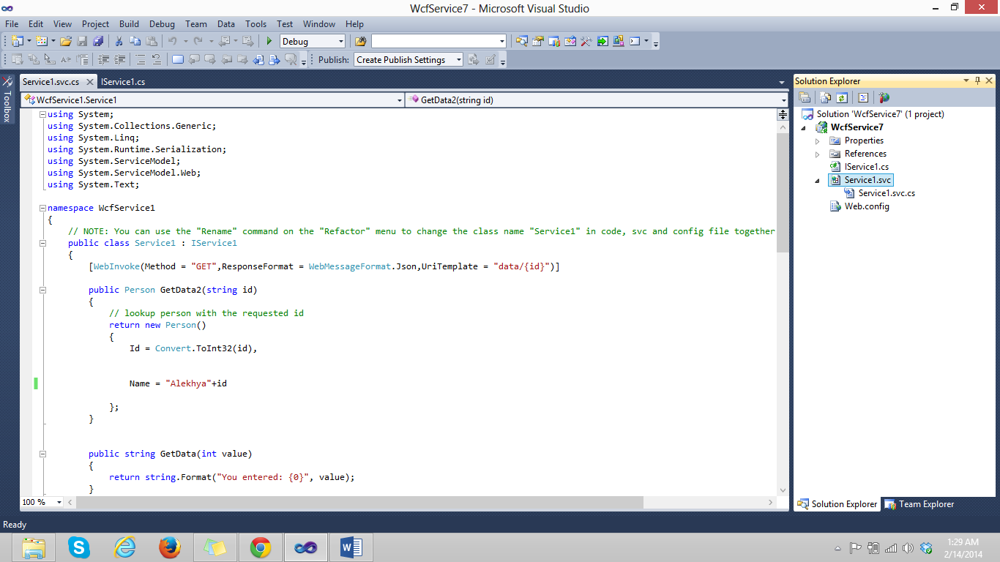 WcfService7 - Microsoft Visual Studio
File Edit View Project Build Debug Team Data Tools Test Window Help
Debug
Publish: Create Publish Settings
Toolbox
Service1.svc.cs IService1.cs
WcfService1.Service1 GetData2(string id)
using System;
using System.Collections.Generic;
using System.Linq;
using System.Runtime.Serialization;
using System.ServiceModel;
using System.ServiceModel.Web;
using System.Text;
namespace WcfService1
{
// NOTE: You can use the "Rename" command on the "Refactor" menu to change the class name "Service1" in code, svc and config file together
public class Service1 : IService1
{
[WebInvoke(Method = "GET",ResponseFormat = WebMessageFormat.Json,UriTemplate = "data/{id}")]
public Person GetData2(string id)
{
// lookup person with the requested id
return new Person()
{
Id = Convert.ToInt32(id),
Name = "Alekhya"+id
};
}
public string GetData(int value)
{
return string.Format("You entered: {0}", value);
}
100 %
Solution Explorer
Solution 'WcfService7' (1 project)
WcfService7
Properties
References
IService1.cs
Service1.svc
Service1.svc.cs
Web.config
Solution Explorer Team Explorer
Ready
1:29 AM
2/14/2014